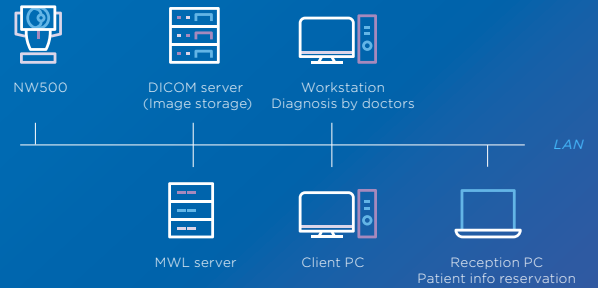 NW500
DICOM server
(Image storage)
Workstation
Diagnosis by doctors
LAN
MWL server
Client PC
Reception PC
Patient info reservation